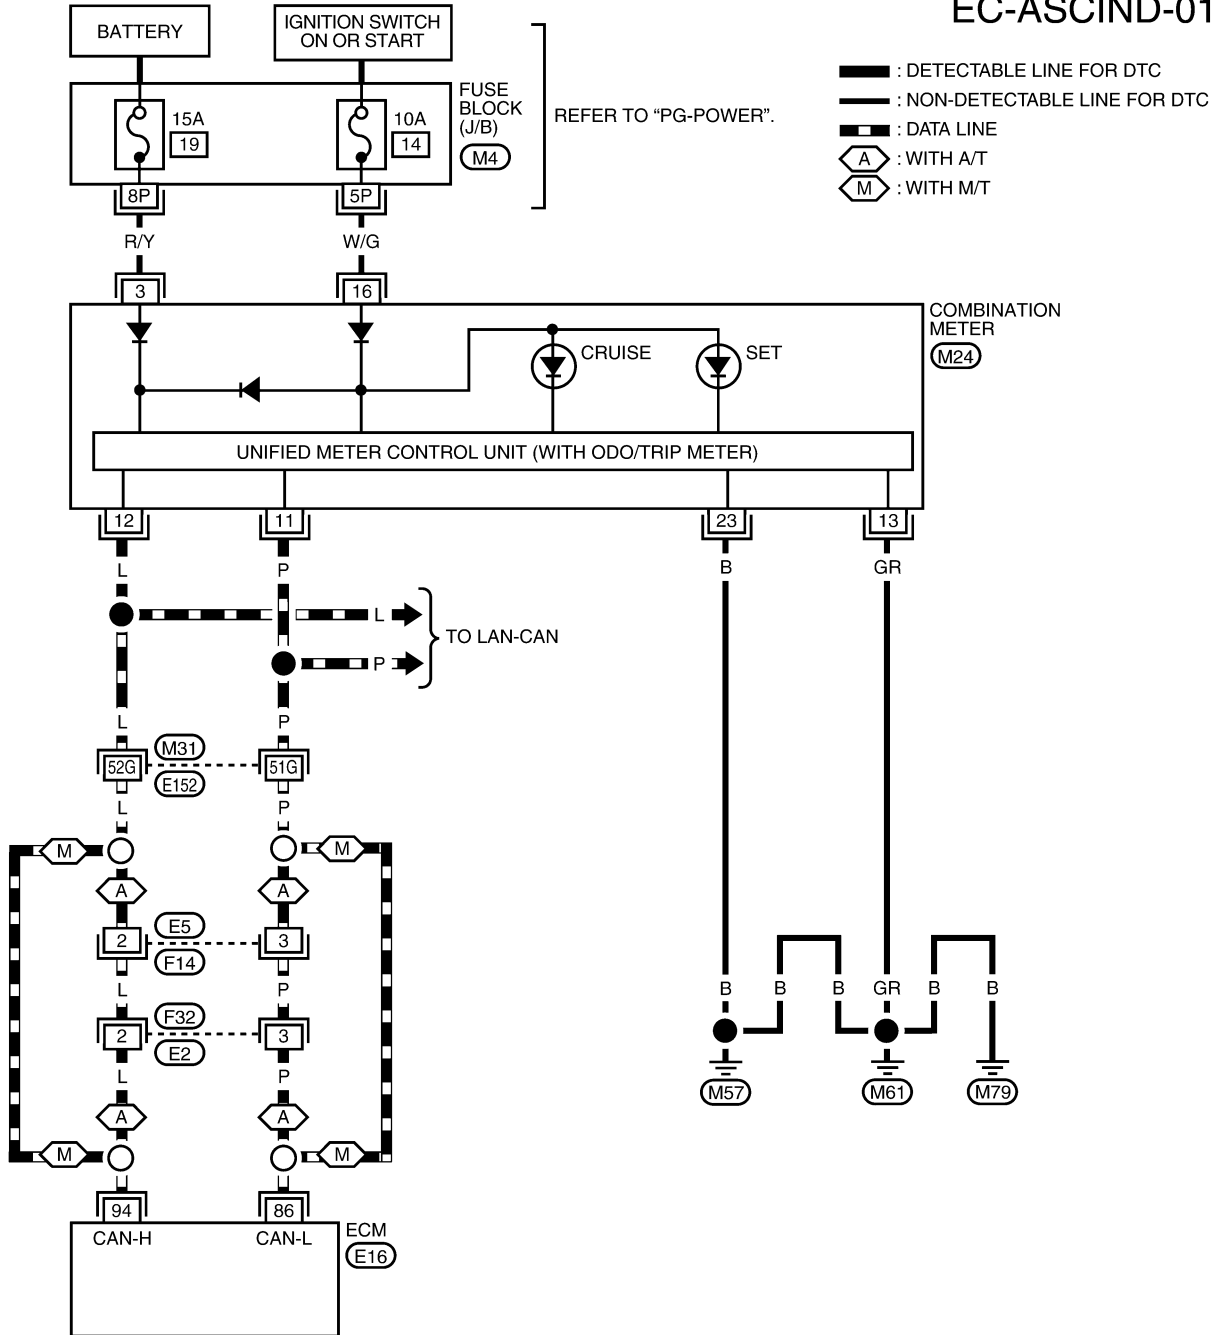 EC-ASCIND-01
BATTERY
IGNITION SWITCH
ON OR START
: DETECTABLE LINE FOR DTC
: NON-DETECTABLE LINE FOR DTC
: DATA LINE
A : WITH A/T
M : WITH M/T
15A
19
10A
14
FUSE
BLOCK
(J/B)
M4
REFER TO “PG-POWER”.
8P
5P
R/Y
W/G
3
16
COMBINATION
METER
M24
CRUISE
SET
UNIFIED METER CONTROL UNIT (WITH ODO/TRIP METER)
12
11
23
13
L
P
B
GR
L
TO LAN-CAN
P
L
P
M31
52G
51G
E152
L
P
M
M
A
A
E5
2
3
F14
L
P
B
B
B
GR
B
B
F32
2
3
E2
L
P
M57
M61
M79
A
A
M
M
94
86
CAN-H
CAN-L
ECM
E16